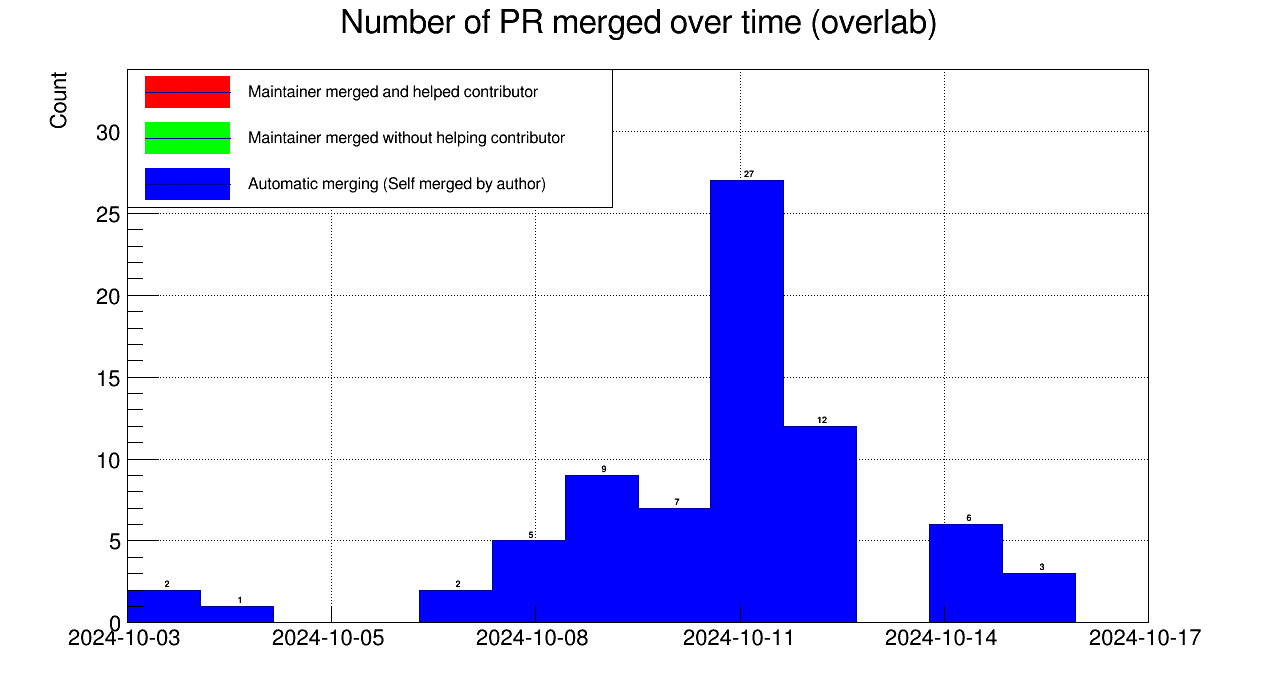 Number of PR merged over time (overlab)
Count
Maintainer merged and helped contributor
Maintainer merged without helping contributor
Automatic merging (Self merged by author)
30
25
20
15
10
5
0
2
1
2
5
9
7
27
12
6
3
2024-10-03 2024-10-05 2024-10-08 2024-10-11 2024-10-14 2024-10-17